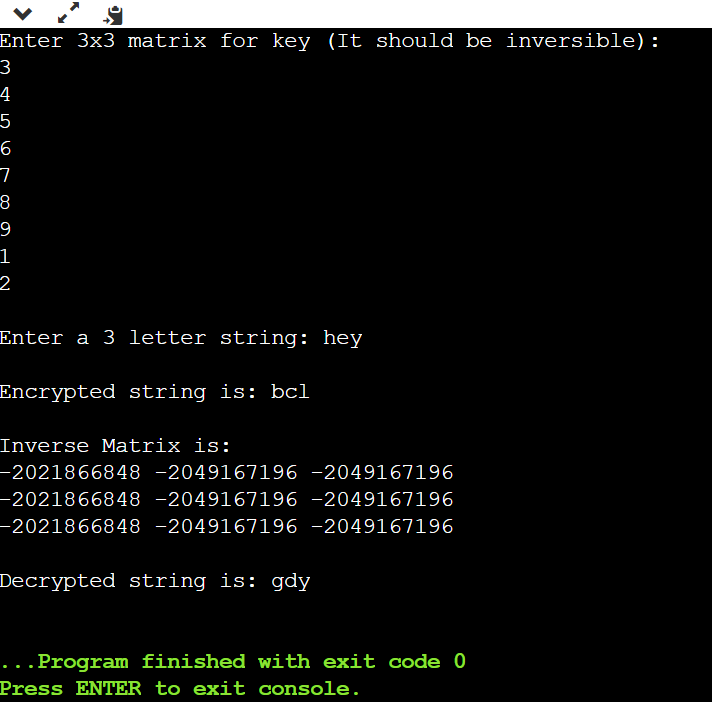 Enter 3x3 matrix for key (It should be inversible):
3
4
5
6
7
8
9
1
2
Enter a 3 letter string: hey
Encrypted string is: bcl
Inverse Matrix is:
-2021866848 -2049167196 -2049167196
-2021866848 -2049167196 -2049167196
-2021866848 -2049167196 -2049167196
Decrypted string is: gdy
...Program finished with exit code 0
Press ENTER to exit console.